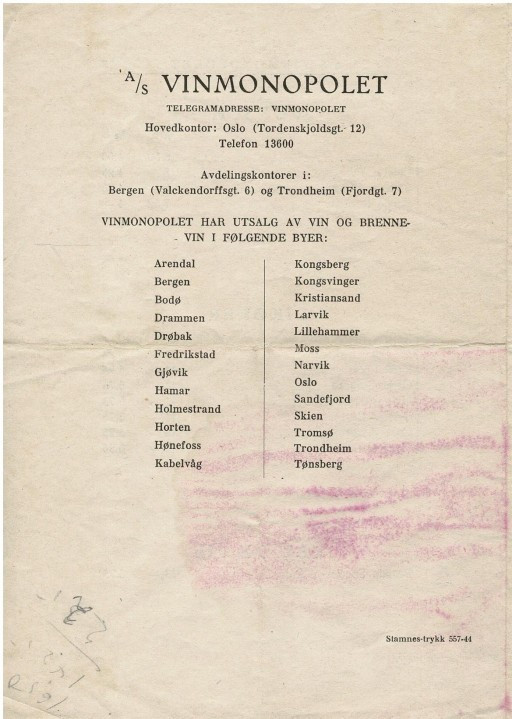 A/s VINMONOPOLET
TELEGRAMADRESSE: VINMONOPOLET
Hovedkontor: Oslo (Tordenskjoldsgt. 12)
Telefon 13600
Avdelingskontorer i:
Bergen (Valckendorffsgt. 6) og Trondheim (Fjordgt. 7)
VINMONOPOLET HAR UTSALG AV VIN OG BRENNE-
VIN I FØLGENDE BYER:
Arendal
Bergen
Bodø
Drammen
Drøbak
Fredrikstad
Gjøvik
Hamar
Holmestrand
Horten
Hønefoss
Kabelvåg
Kongsberg
Kongsvinger
Kristiansand
Larvik
Lillehammer
Moss
Narvik
Oslo
Sandefjord
Skien
Tromsø
Trondheim
Tønsberg
Stamnes-trykk 557-44